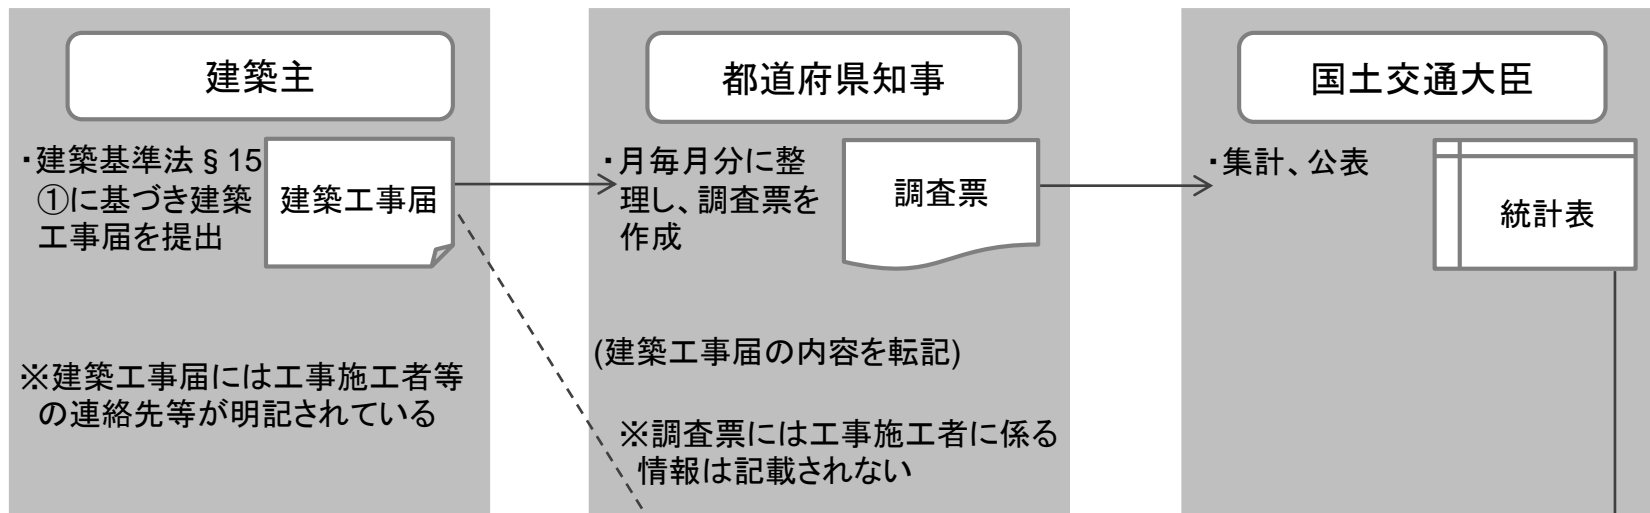 建築主
・建築基準法§15
①に基づき建築
工事届を提出
建築工事届
※建築工事届には工事施工者等
の連絡先等が明記されている
都道府県知事
・月毎月分に整
理し、調査票を
作成
調査票
(建築工事届の内容を転記)
※調査票には工事施工者に係る
情報は記載されない
国土交通大臣
・集計、公表
統計表